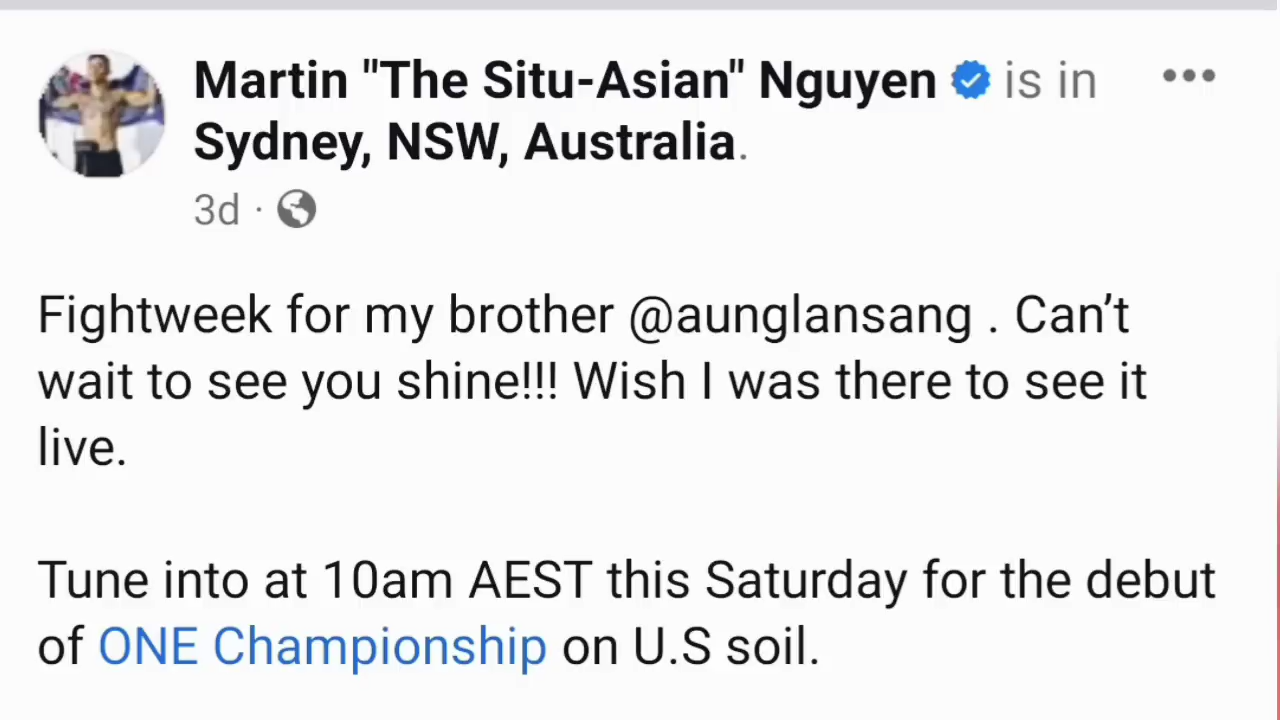 Martin "The Situ-Asian" Nguyen is in
Sydney, NSW, Australia.
3d ·
Fightweek for my brother @aunglansang . Can’t
wait to see you shine!!! Wish I was there to see it
live.
Tune into at 10am AEST this Saturday for the debut
of ONE Championship on U.S soil.